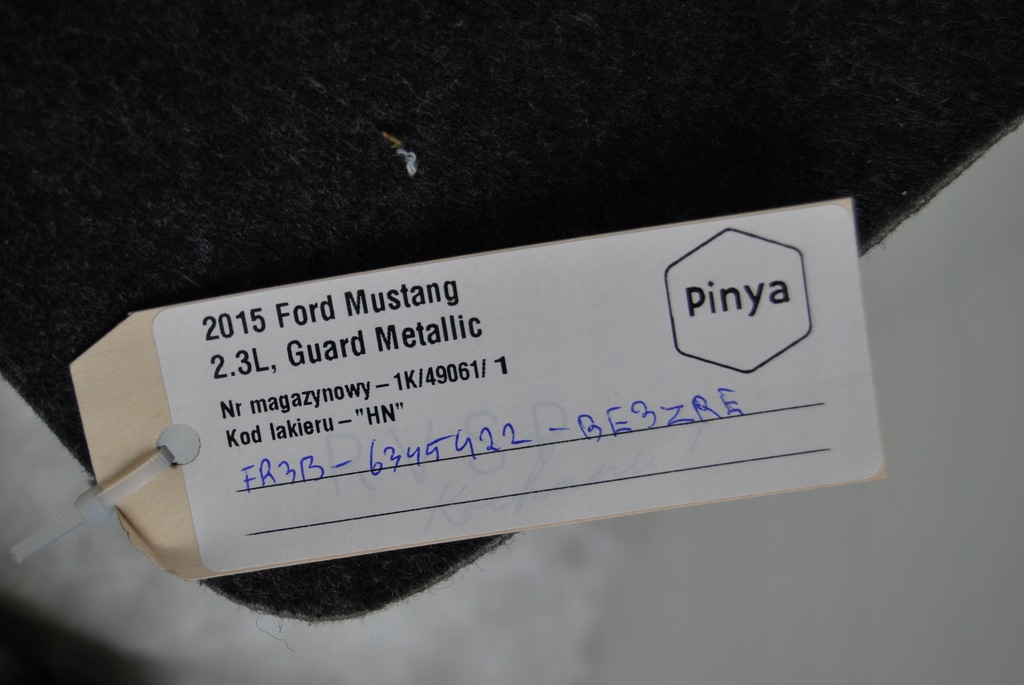 2015 Ford Mustang
2.3L, Guard Metallic
Nr magazynowy – 1K/49061/ 1
Kod lakieru – "HN"
FR3B - 6345422 - BE3ZRE
Pinya